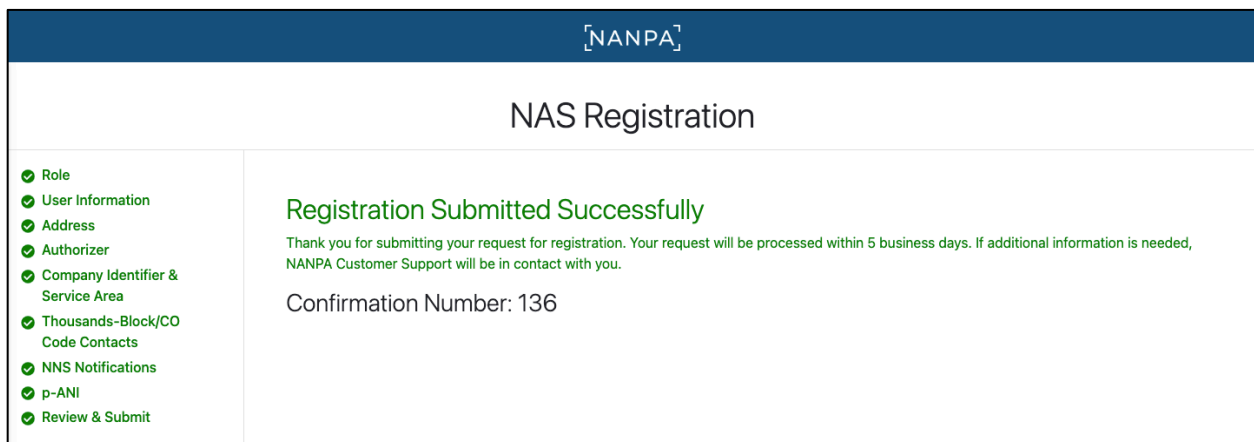 NANPA
NAS Registration
Role
User Information
Address
Authorizer
Company Identifier &
Service Area
Thousands-Block/CO
Code Contacts
NNS Notifications
p-ANI
Review & Submit
Registration Submitted Successfully
Thank you for submitting your request for registration. Your request will be processed within 5 business days. If additional information is needed,
NANPA Customer Support will be in contact with you.
Confirmation Number: 136